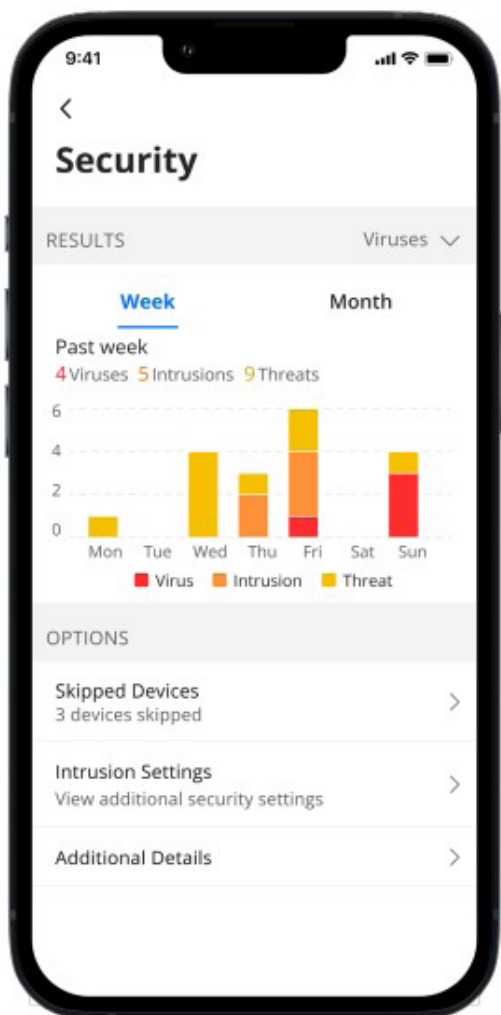 9:41
Security
RESULTS Viruses
Week Month
Past week
4 Viruses 5 Intrusions 9 Threats
6
4
2
0
Mon Tue Wed Thu Fri Sat Sun
Virus Intrusion Threat
OPTIONS
Skipped Devices
3 devices skipped
Intrusion Settings
View additional security settings
Additional Details